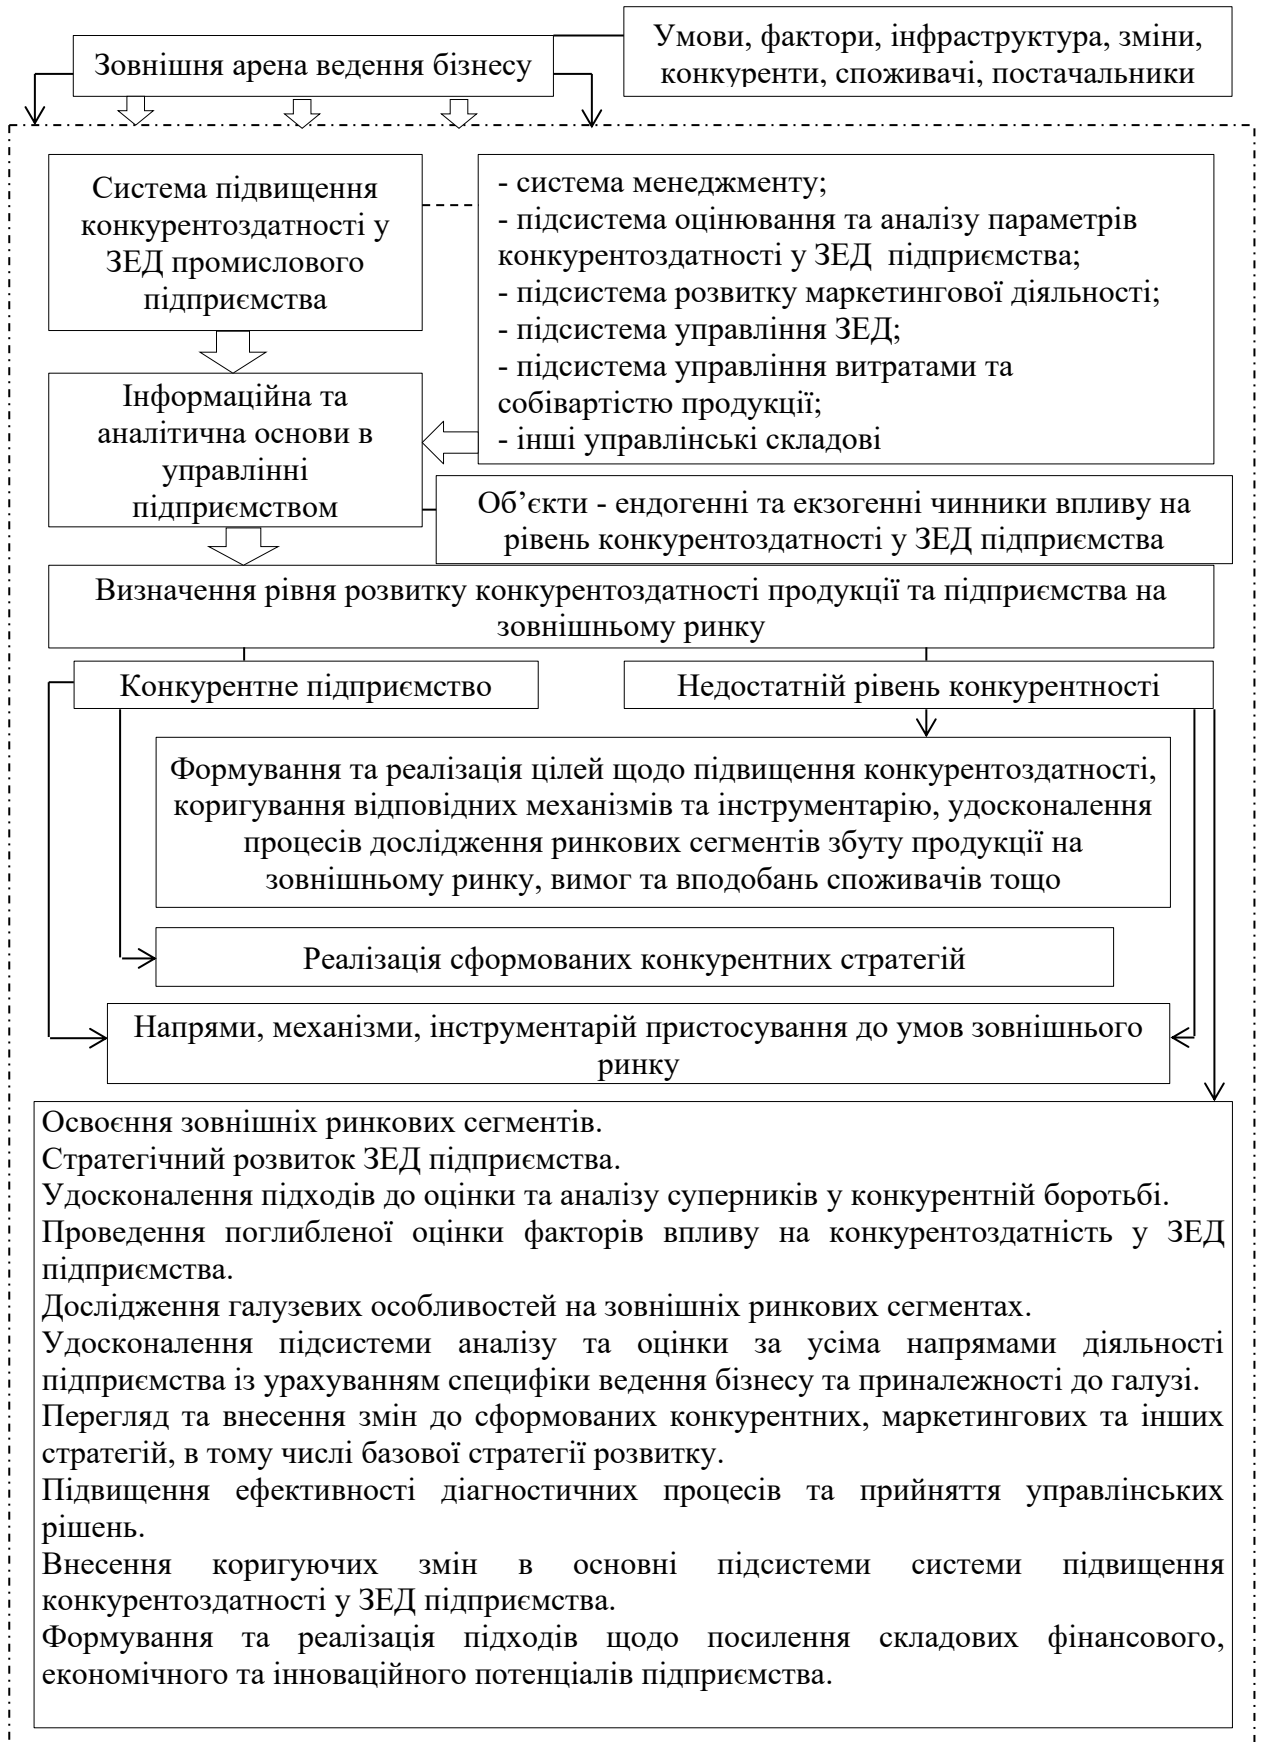 Умови, фактори, інфраструктура, зміни,
конкуренти, споживачі, постачальники
Зовнішня арена ведення бізнесу
Система підвищення
конкурентоздатності у
ЗЕД промислового
підприємства
- система менеджменту;
- підсистема оцінювання та аналізу параметрів
конкурентоздатності у ЗЕД підприємства;
- підсистема розвитку маркетингової діяльності;
- підсистема управління ЗЕД;
- підсистема управління витратами та
собівартістю продукції;
- інші управлінські складові
Інформаційна та
аналітична основи в
управлінні
підприємством
Об’єкти - ендогенні та екзогенні чинники впливу на
рівень конкурентоздатності у ЗЕД підприємства
Визначення рівня розвитку конкурентоздатності продукції та підприємства на
зовнішньому ринку
Конкурентне підприємство
Недостатній рівень конкурентності
Формування та реалізація цілей щодо підвищення конкурентоздатності,
коригування відповідних механізмів та інструментарію, удосконалення
процесів дослідження ринкових сегментів збуту продукції на
зовнішньому ринку, вимог та вподобань споживачів тощо
Реалізація сформованих конкурентних стратегій
Напрями, механізми, інструментарій пристосування до умов зовнішнього
ринку
Освоєння зовнішніх ринкових сегментів.
Стратегічний розвиток ЗЕД підприємства.
Удосконалення підходів до оцінки та аналізу суперників у конкурентній боротьбі.
Проведення поглибленої оцінки факторів впливу на конкурентоздатність у ЗЕД
підприємства.
Дослідження галузевих особливостей на зовнішніх ринкових сегментах.
Удосконалення підсистеми аналізу та оцінки за усіма напрямами діяльності
підприємства із урахуванням специфіки ведення бізнесу та приналежності до галузі.
Перегляд та внесення змін до сформованих конкурентних, маркетингових та інших
стратегій, в тому числі базової стратегії розвитку.
Підвищення ефективності діагностичних процесів та прийняття управлінських
рішень.
Внесення коригуючих змін в основні підсистеми системи підвищення
конкурентоздатності у ЗЕД підприємства.
Формування та реалізація підходів щодо посилення складових фінансового,
економічного та інноваційного потенціалів підприємства.